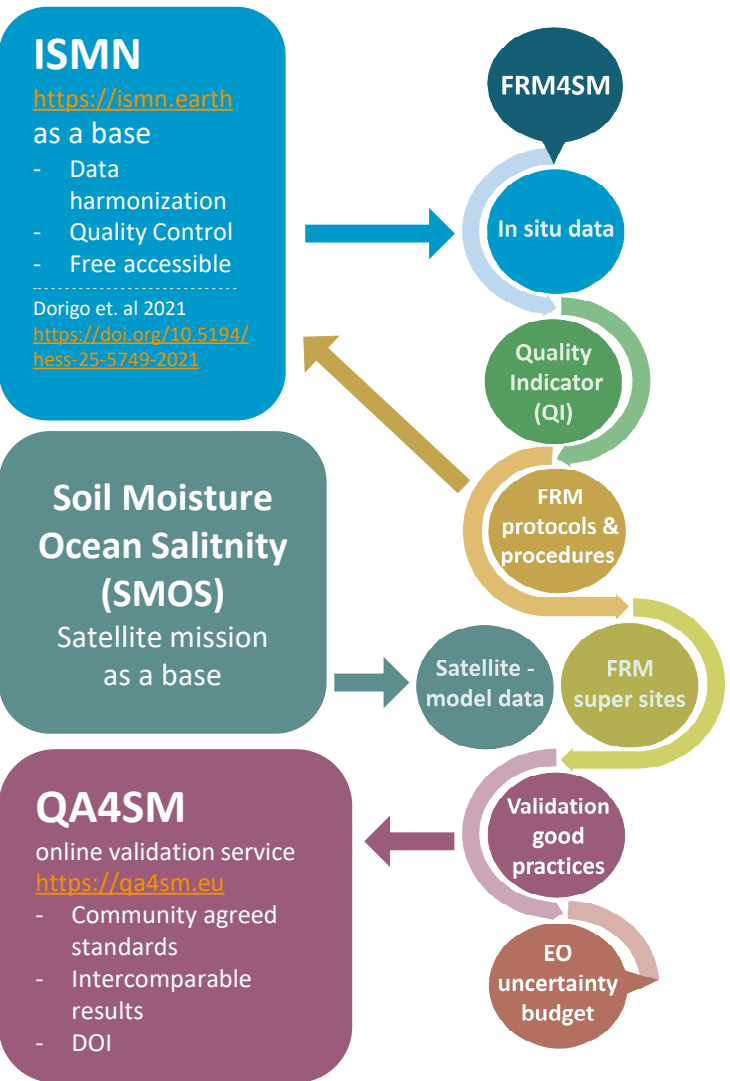 ISMN
https://ismn.earth
as a base
- Data
harmonization
- Quality Control
- Free accessible
Dorigo et. al 2021
https://doi.org/10.5194/
hess-25-5749-2021
Soil Moisture
Ocean Salitnity
(SMOS)
Satellite mission
as a base
QA4SM
online validation service
https://qa4sm.eu
- Community agreed
standards
- Intercomparable
results
- DOI
FRM4SM
In situ data
Quality
Indicator
(QI)
FRM
protocols &
procedures
Satellite -
model data
FRM
super sites
Validation
good
practices
EO
uncertainty
budget